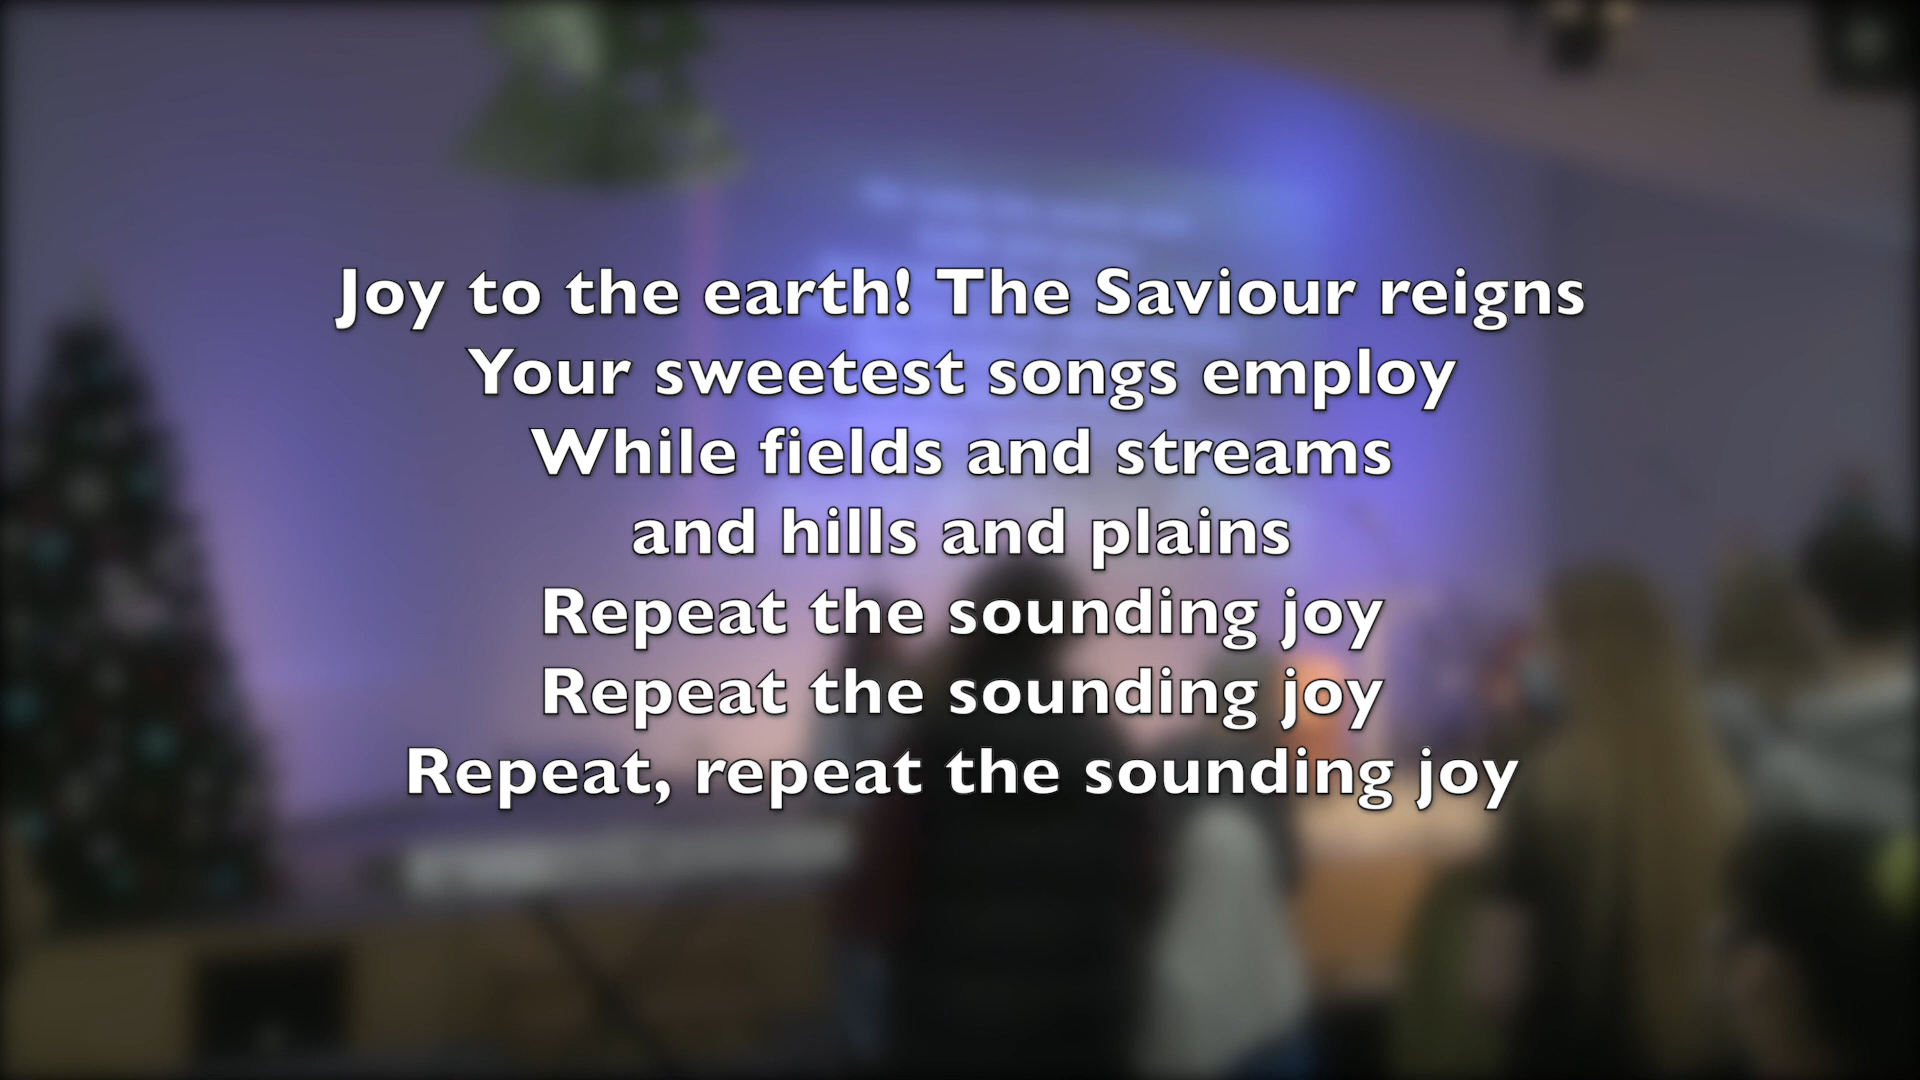 Joy to the earth! The Saviour reigns
Your sweetest songs employ
While fields and streams
and hills and plains
Repeat the sounding joy
Repeat the sounding joy
Repeat, repeat the sounding joy